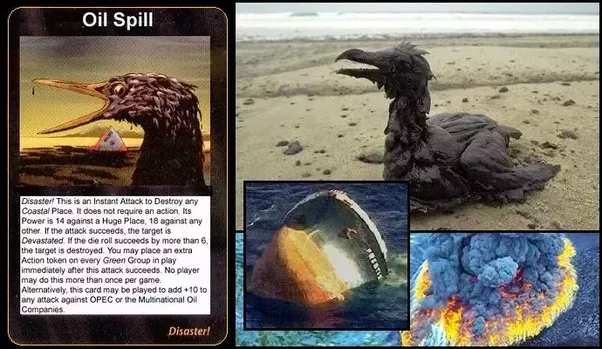 Oil Spill
Disaster! This is an Instant Attack to Destroy any
Coastal Place. It does not require an action. Its
Power is 14 against a Huge Place, 18 against any
other. If the attack succeeds, the target is
Devastated. If the die roll succeeds by more than 6,
the target is destroyed. You may place an extra
Action token on every Green Group in play
immediately after this attack succeeds. No player
may do this more than once per game.
Alternatively, this card may be played to add +10 to
any attack against OPEC or the Multinational Oil
Companies.
Disaster!